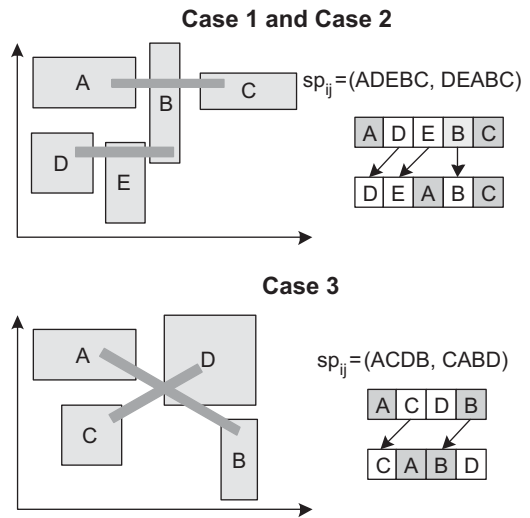 Case 1 and Case 2
A
B
C
D
E
sp_ij=(ADEBC, DEABC)
A D E B C
D E A B C
Case 3
A
D
C
B
sp_ij=(ACDB, CABD)
A C D B
C A B D